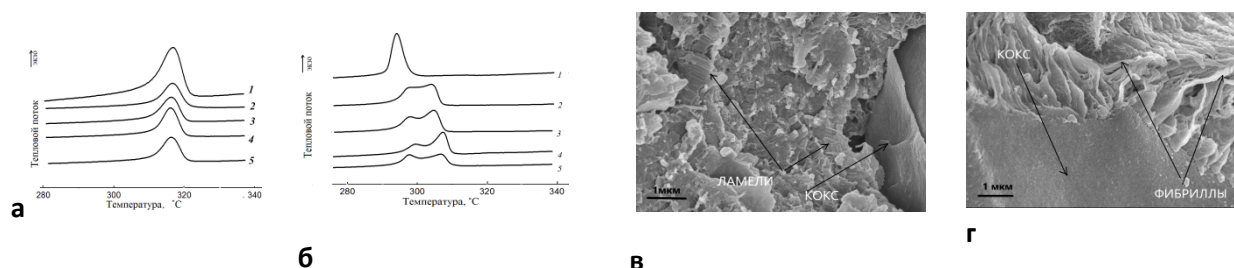 экзо
Тепловой поток
1
2
3
4
5
280
300
320
340
Температура, °C
а
экзо
Тепловой поток
1
2
3
4
5
280
300
320
340
Температура, °C
б
ЛАМЕЛИ
КОКС
1мкм
в
КОКС
ФИБРИЛЛЫ
1 мкм
г